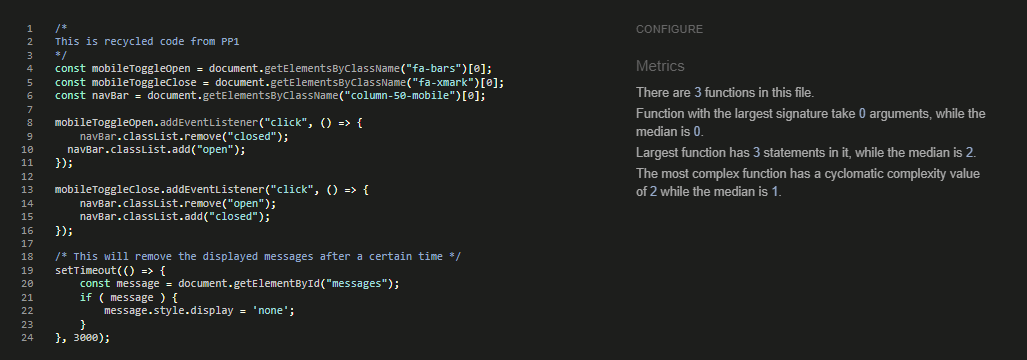 1 /*
2 This is recycled code from PP1
3 */
4 const mobileToggleOpen = document.getElementsByClassName("fa-bars")[0];
5 const mobileToggleClose = document.getElementsByClassName("fa-xmark")[0];
6 const navBar = document.getElementsByClassName("column-50-mobile")[0];
7
8 mobileToggleOpen.addEventListener("click", () => {
9     navBar.classList.remove("closed");
10   navBar.classList.add("open");
11 });
12
13 mobileToggleClose.addEventListener("click", () => {
14     navBar.classList.remove("open");
15     navBar.classList.add("closed");
16 });
17
18 /* This will remove the displayed messages after a certain time */
19 setTimeout(() => {
20     const message = document.getElementById("messages");
21     if ( message ) {
22         message.style.display = 'none';
23     }
24 }, 3000);
CONFIGURE
Metrics
There are 3 functions in this file.
Function with the largest signature take 0 arguments, while the
median is 0.
Largest function has 3 statements in it, while the median is 2.
The most complex function has a cyclomatic complexity value
of 2 while the median is 1.